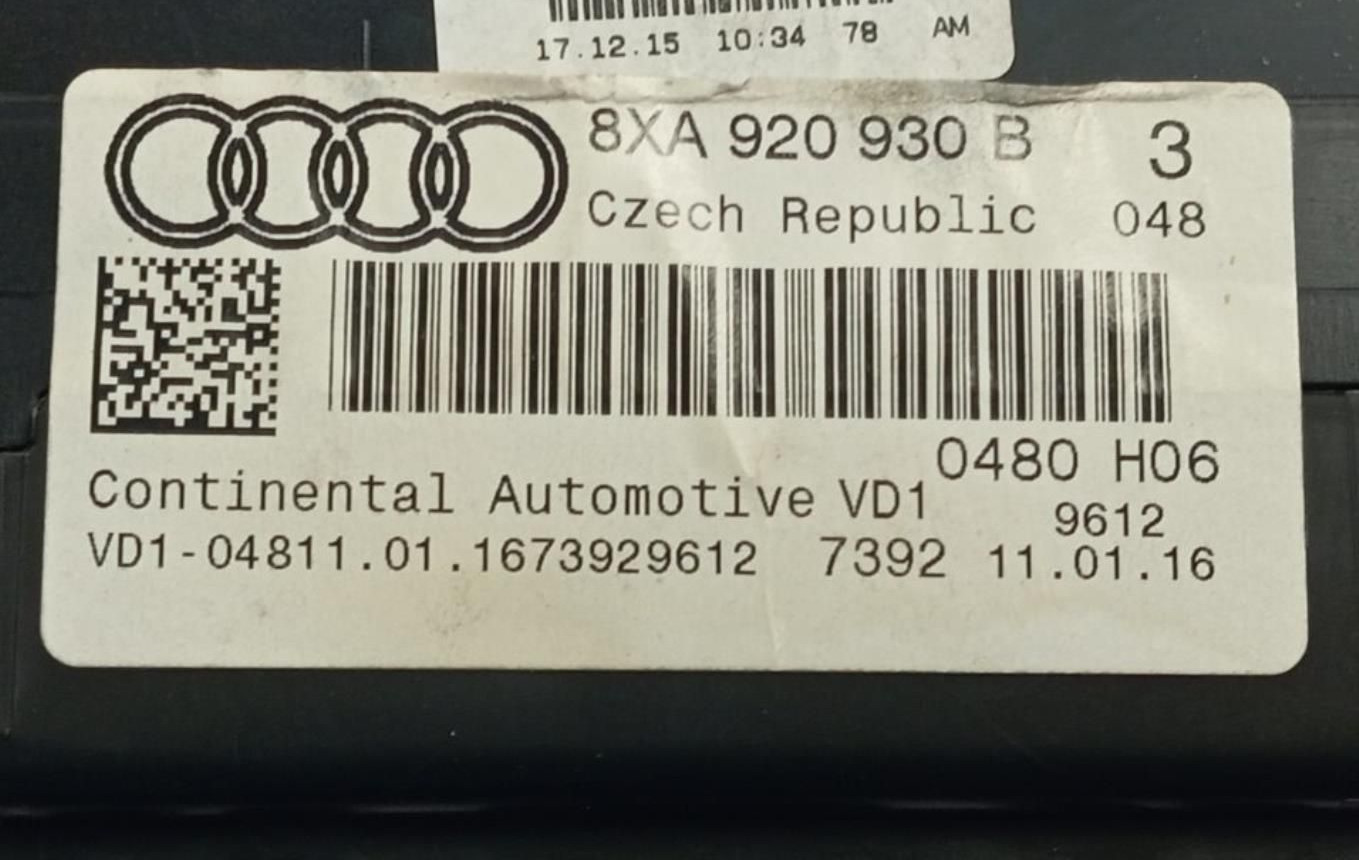 17.12.15 10:34 78 AM
8XA 920 930 B 3
Czech Republic 048
0480 H06
Continental Automotive VD1
9612
VD1-04811.01.1673929612 7392 11.01.16